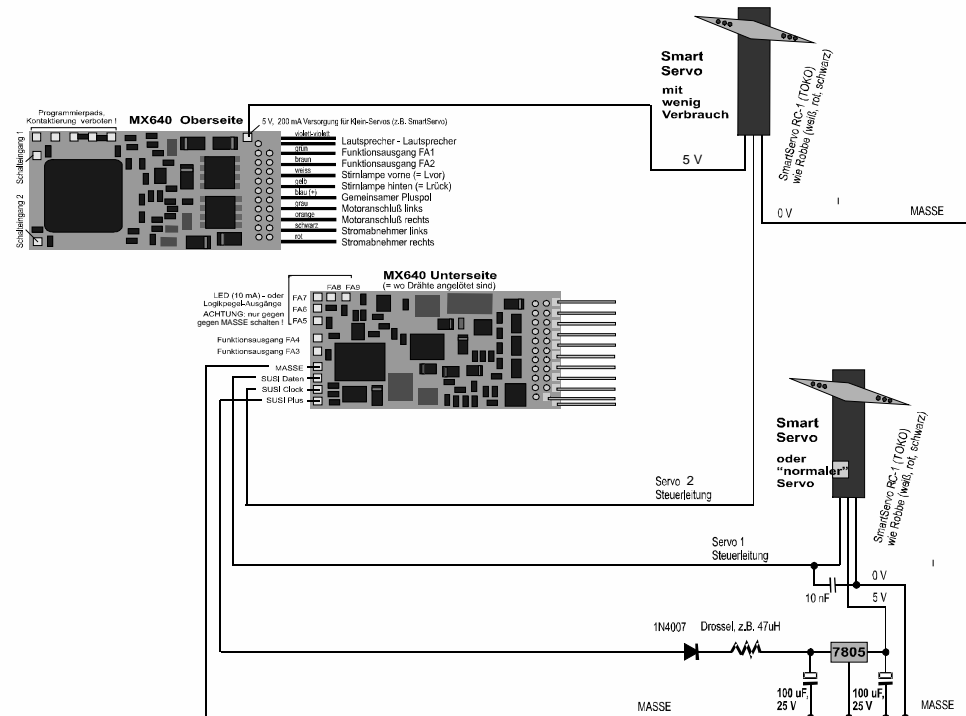 Programmierpads,
Kontaktierung verboten !
MX640 Oberseite
5 V, 200 mA Versorgung für Klein-Servos (z.B. SmartServo)
Schalteingang 1
Schalteingang 2
violett-violett
Lautsprecher - Lautsprecher
grün
Funktionsausgang FA1
braun
Funktionsausgang FA2
weiss
Stirnlampe vorne (= Lvor)
gelb
Stirnlampe hinten (= Lrück)
blau (+)
Gemeinsamer Pluspol
grau
Motoranschluß links
orange
Motoranschluß rechts
schwarz
Stromabnehmer links
rot
Stromabnehmer rechts
Smart
Servo
mit
wenig
Verbrauch
SmartServo RC-1 (TOKO)
wie Robbe (weiß, rot, schwarz)
5 V
0 V
MASSE
MX640 Unterseite
(= wo Drähte angelötet sind)
FA8 FA9
LED (10 mA) - oder
Logikpegel-Ausgänge
ACHTUNG: nur gegen
gegen MASSE schalten !
FA7
FA6
FA5
Funktionsausgang FA4
Funktionsausgang FA3
MASSE
SUSI Daten
SUSI Clock
SUSI Plus
Smart
Servo
oder
“normaler”
Servo
SmartServo RC-1 (TOKO)
wie Robbe (weiß, rot, schwarz)
Servo 2
Steuerleitung
Servo 1
Steuerleitung
10 nF
0 V
5 V
1N4007
Drossel, z.B. 47uH
7805
100 uF,
25 V
100 uF,
25 V
MASSE
MASSE